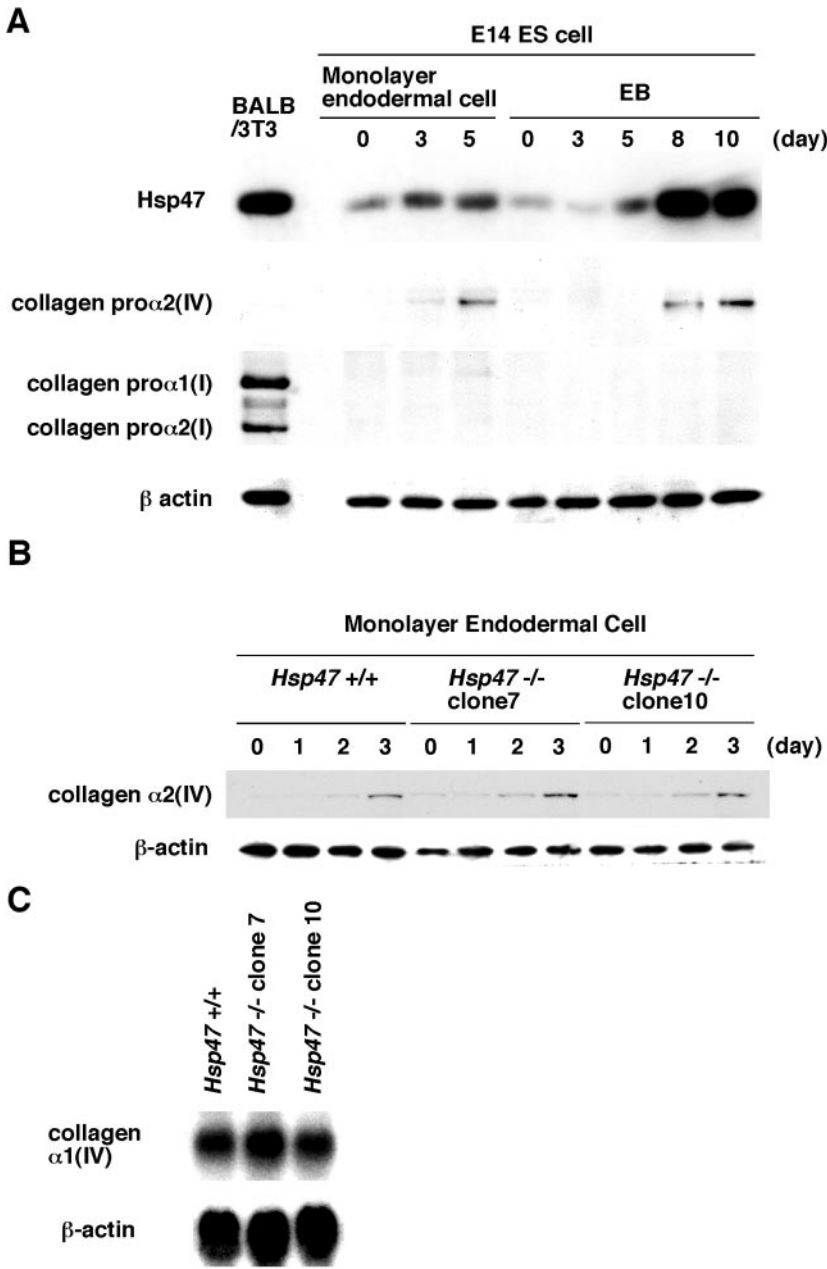 A
E14 ES cell
Monolayer
endodermal cell
EB
BALB
/3T3
0 3 5 0 3 5 8 10 (day)
Hsp47
collagen proα2(IV)
collagen proα1(I)
collagen proα2(I)
β actin
B
Monolayer Endodermal Cell
Hsp47 +/+ Hsp47 -/- Hsp47 -/-
clone7 clone10
0 1 2 3 0 1 2 3 0 1 2 3 (day)
collagen α2(IV)
β-actin
C
Hsp47 +/+
Hsp47 -/- clone 7
Hsp47 -/- clone 10
collagen
α1(IV)
β-actin